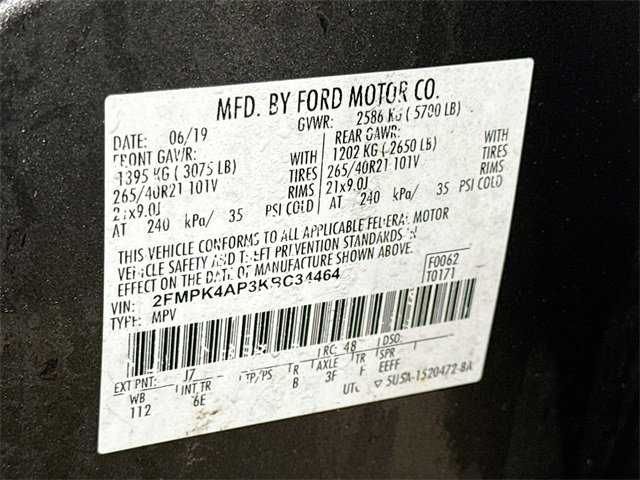 MFD. BY FORD MOTOR CO.
DATE: 06/19 GVWR: 2586 KG ( 5700 LB)
FRONT GAWR: REAR GAWR:
1395 KG ( 3075 LB) WITH 1202 KG ( 2650 LB) WITH
265/40R21 101V TIRES 265/40R21 101V TIRES
21x9.0J RIMS 21x9.0J RIMS
AT 240 kPa/ 35 PSI COLD AT 240 kPa/ 35 PSI COLD
THIS VEHICLE CONFORMS TO ALL APPLICABLE FEDERAL MOTOR
VEHICLE SAFETY AND THEFT PREVENTION STANDARDS IN
EFFECT ON THE DATE OF MANUFACTURE SHOWN ABOVE.
F0062
T0171
VIN: 2FMPK4AP3KBC34464
TYPE: MPV
EXT PNT: J7 RC: 48 DSO:
WB INT TR TP/PS R AXLE TR SPR
112 6E B 3F F EEFF
UTC 5U5A-1520472-BA